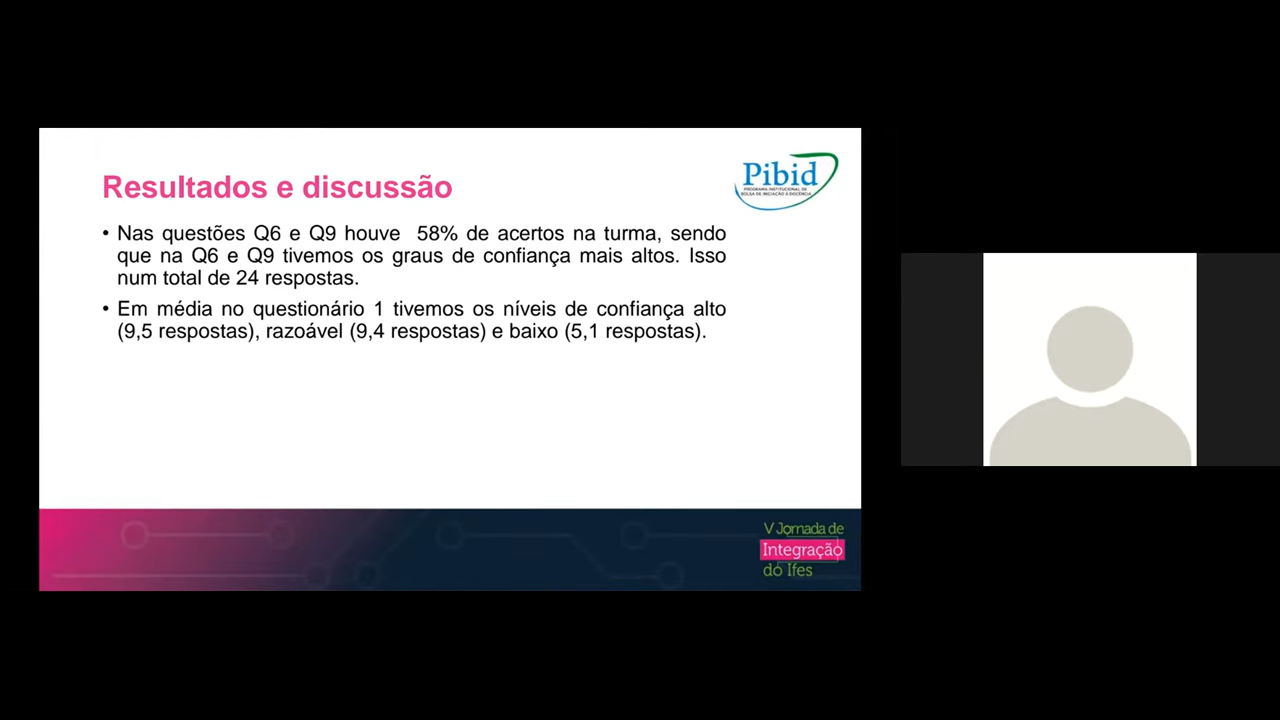 Resultados e discussão
Pibid
PROGRAMA INSTITUCIONAL DE
BOLSA DE INICIAÇÃO À DOCÊNCIA
• Nas questões Q6 e Q9 houve 58% de acertos na turma, sendo
que na Q6 e Q9 tivemos os graus de confiança mais altos. Isso
num total de 24 respostas.
• Em média no questionário 1 tivemos os níveis de confiança alto
(9,5 respostas), razoável (9,4 respostas) e baixo (5,1 respostas).
V Jornada de
Integração
do Ifes